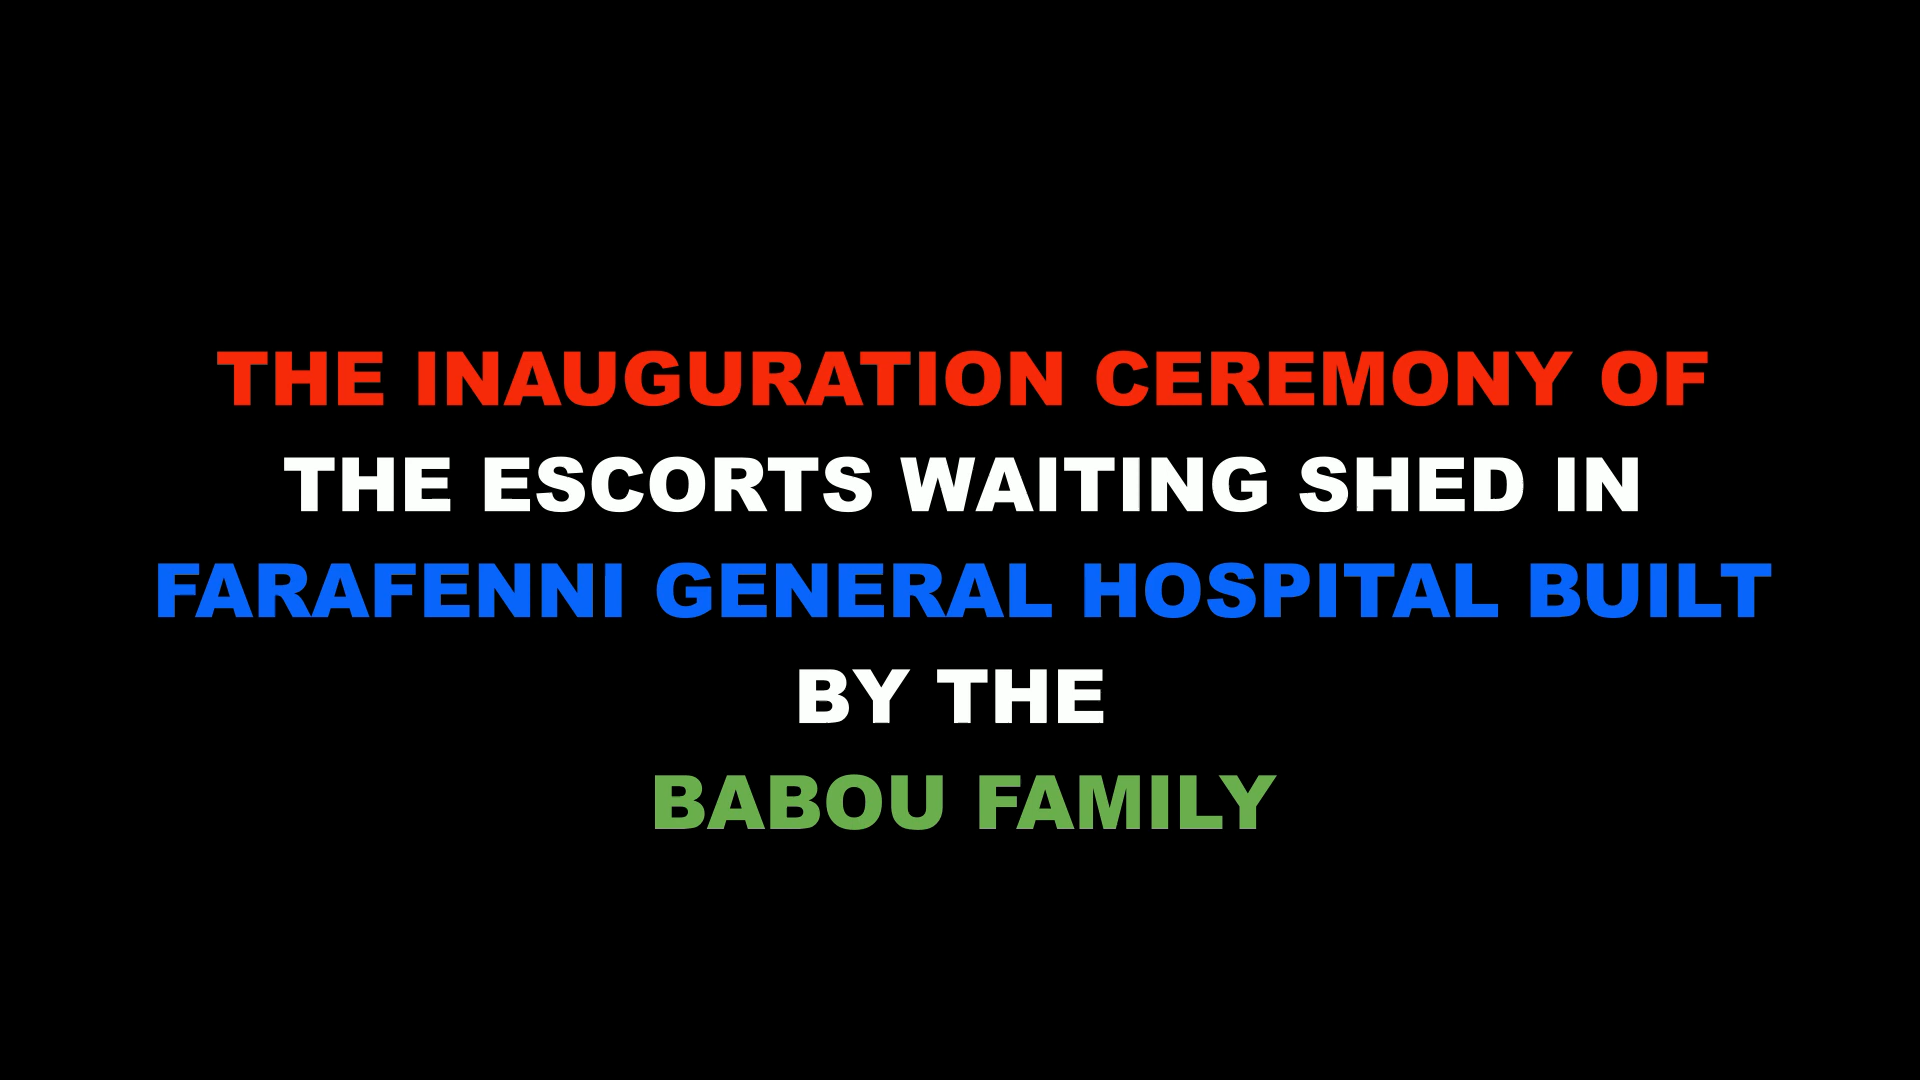 THE INAUGURATION CEREMONY OF
THE ESCORTS WAITING SHED IN
FARAFENNI GENERAL HOSPITAL BUILT
BY THE
BABOU FAMILY